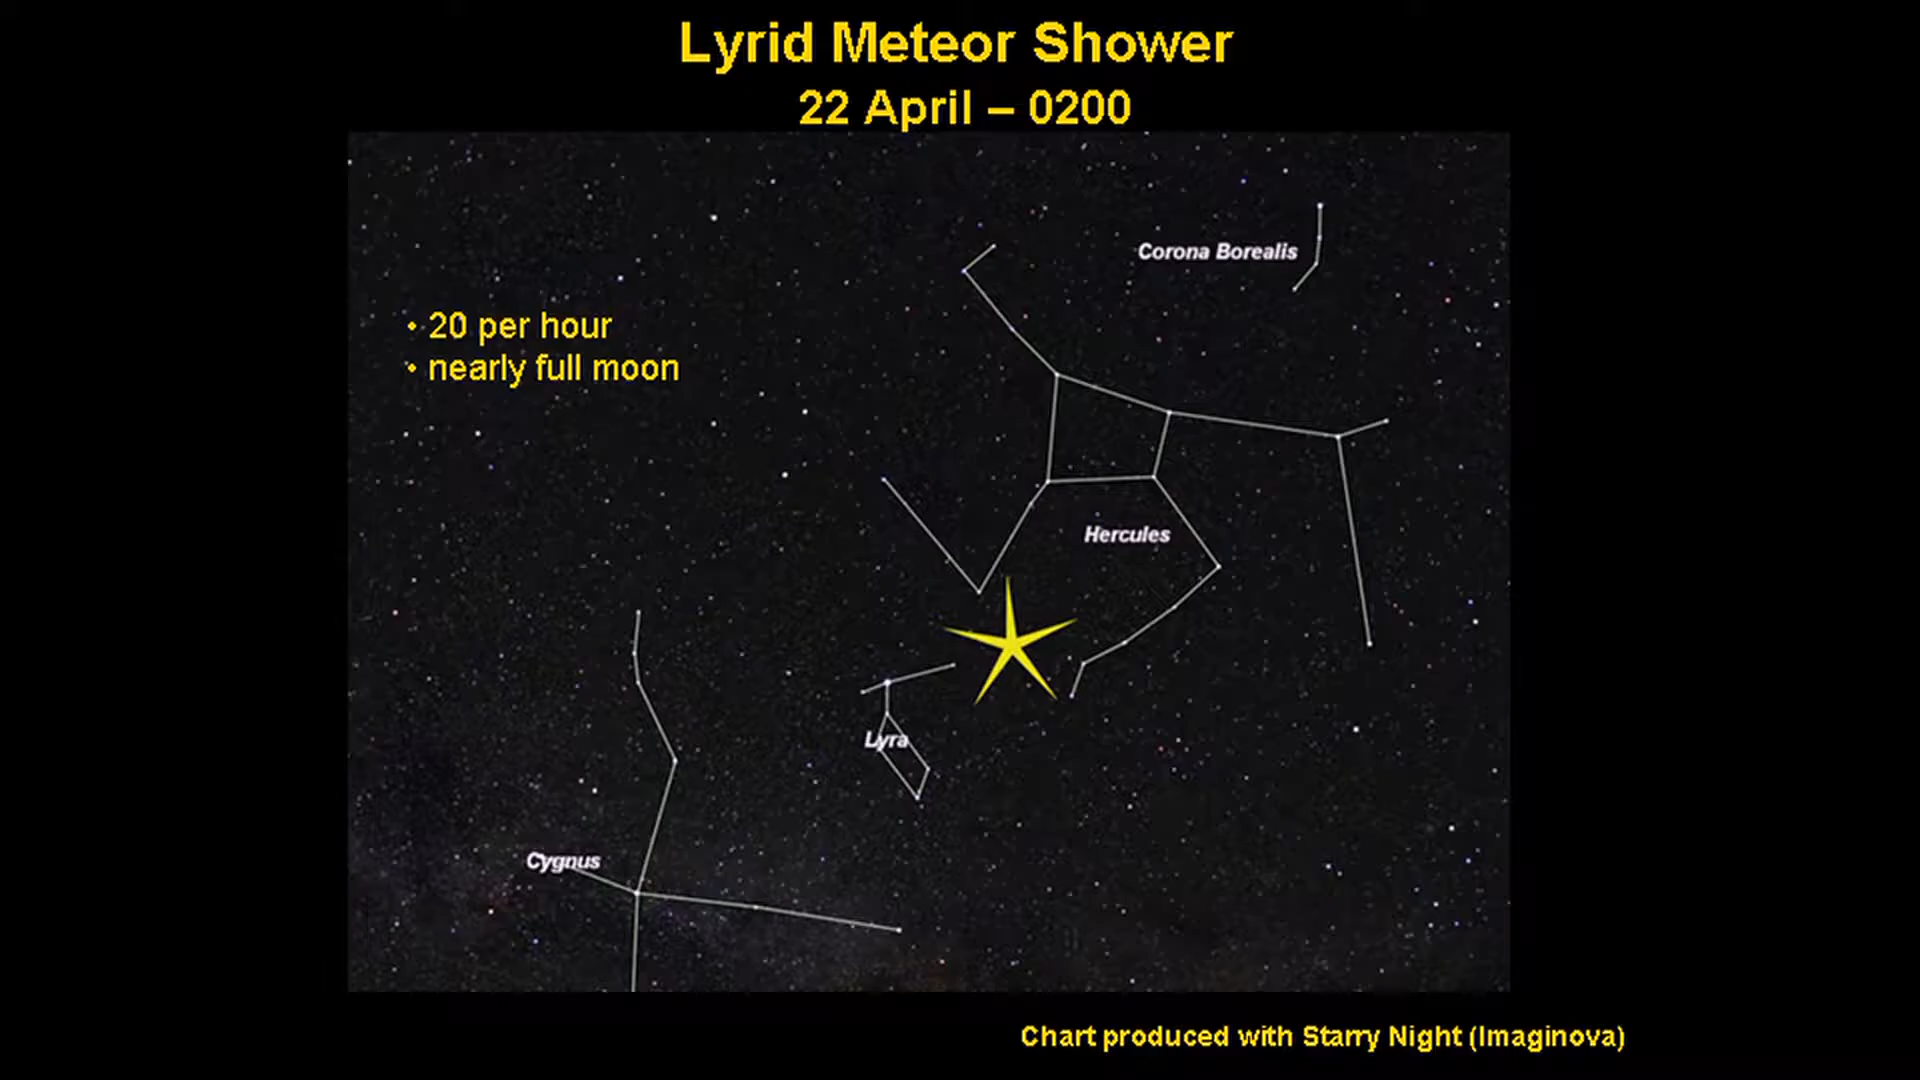 Lyrid Meteor Shower
22 April – 0200
Corona Borealis
• 20 per hour
• nearly full moon
Hercules
Lyra
Cygnus
Chart produced with Starry Night (Imaginova)